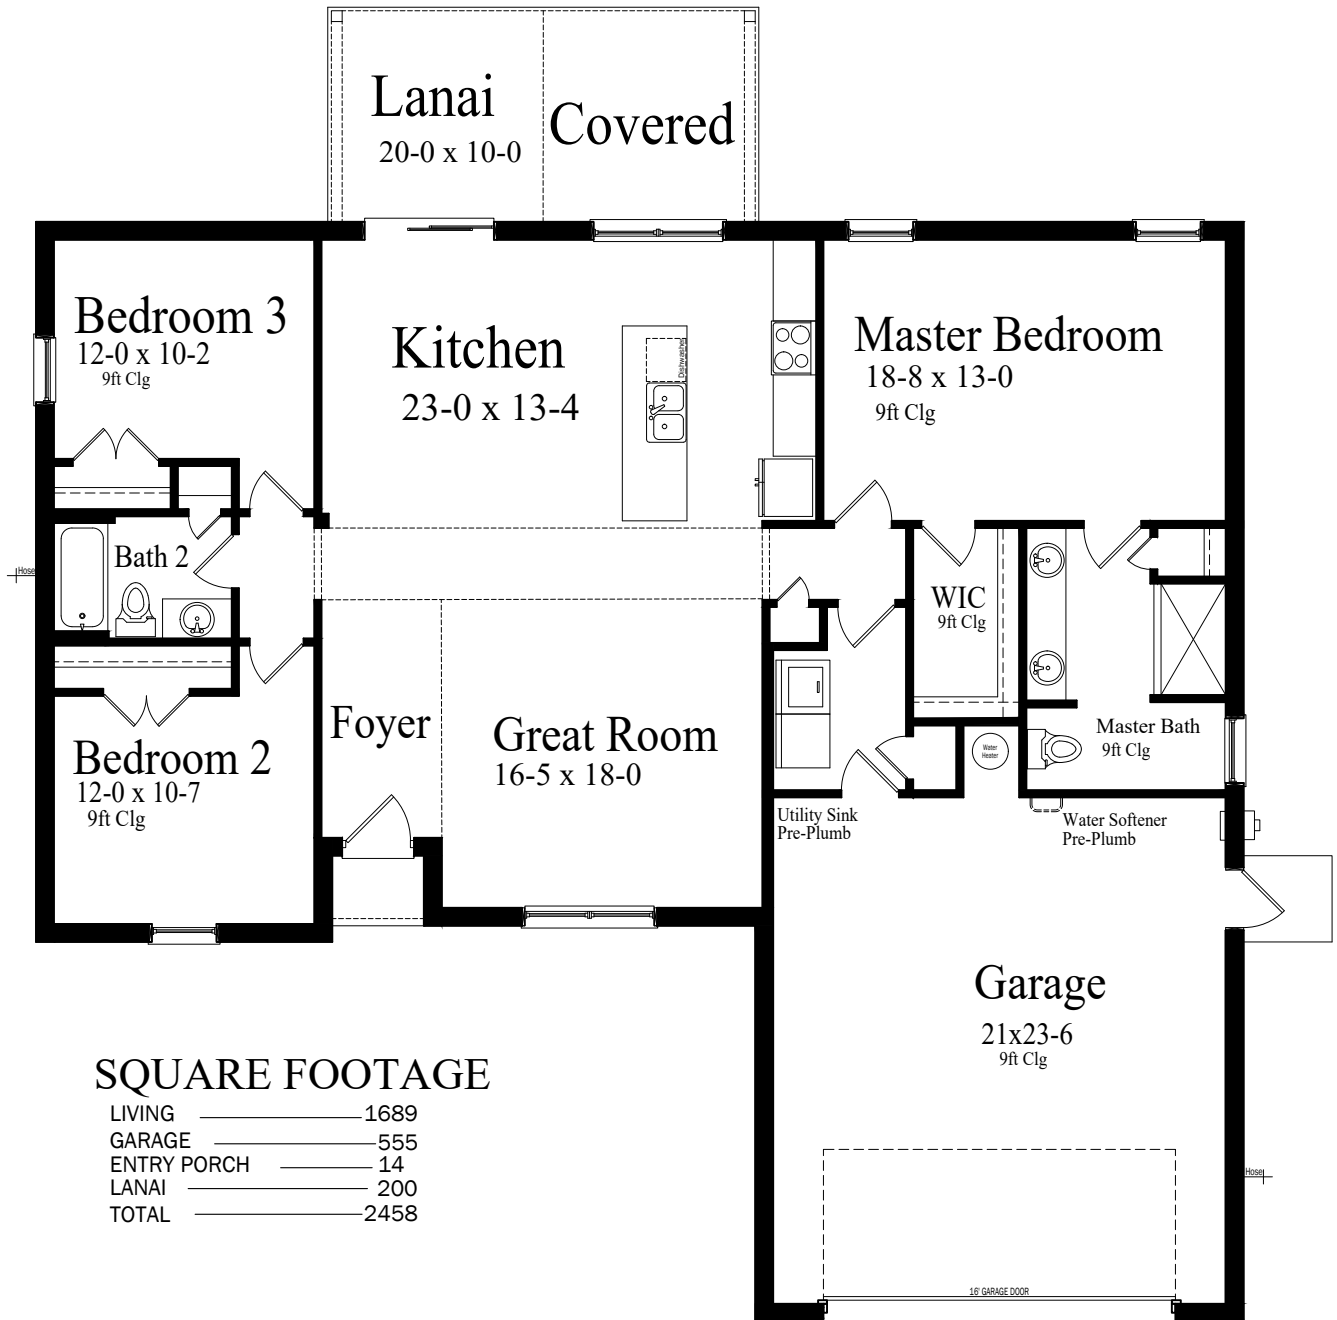 Lanai
Covered
20-0 x 10-0
Bedroom 3
12-0 x 10-2
9ft Clg
Kitchen
23-0 x 13-4
Dishwasher
Master Bedroom
18-8 x 13-0
9ft Clg
Bath 2
Hose
WIC
9ft Clg
Foyer
Great Room
16-5 x 18-0
Bedroom 2
12-0 x 10-7
9ft Clg
Water
Heater
Master Bath
9ft Clg
Utility Sink
Pre-Plumb
Water Softener
Pre-Plumb
Garage
21x23-6
9ft Clg
Hose
16' GARAGE DOOR
SQUARE FOOTAGE
LIVING 1689
GARAGE 555
ENTRY PORCH 14
LANAI 200
TOTAL 2458